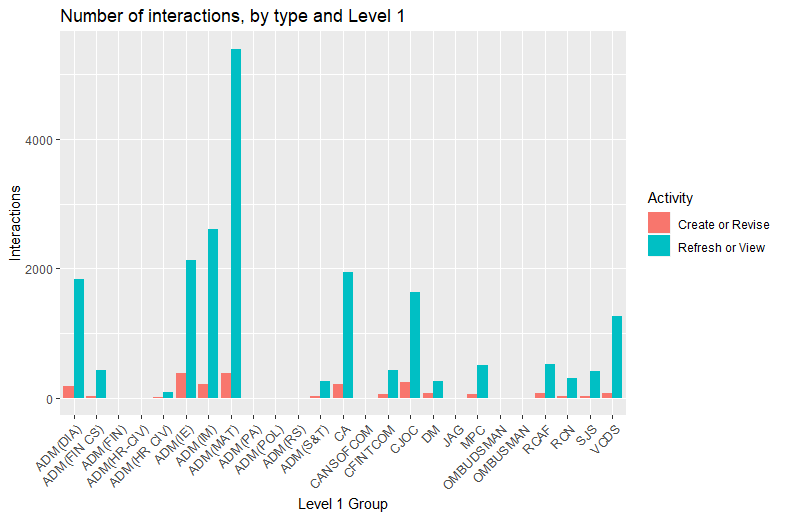 Number of interactions, by type and Level 1
Interactions
4000
2000
0
ADM(DIA)
ADM(FIN CS)
ADM(FIN)
ADM(HR-CIV)
ADM(HR CIV)
ADM(IE)
ADM(IM)
ADM(MAT)
ADM(PA)
ADM(POL)
ADM(RS)
ADM(S&T)
CA
CANSOFCOM
CFINTCOM
CJOC
DM
JAG
MPC
OMBUDSMAN
OMBUSMAN
RCAF
RCN
SJS
VCDS
Level 1 Group
Activity
Create or Revise
Refresh or View